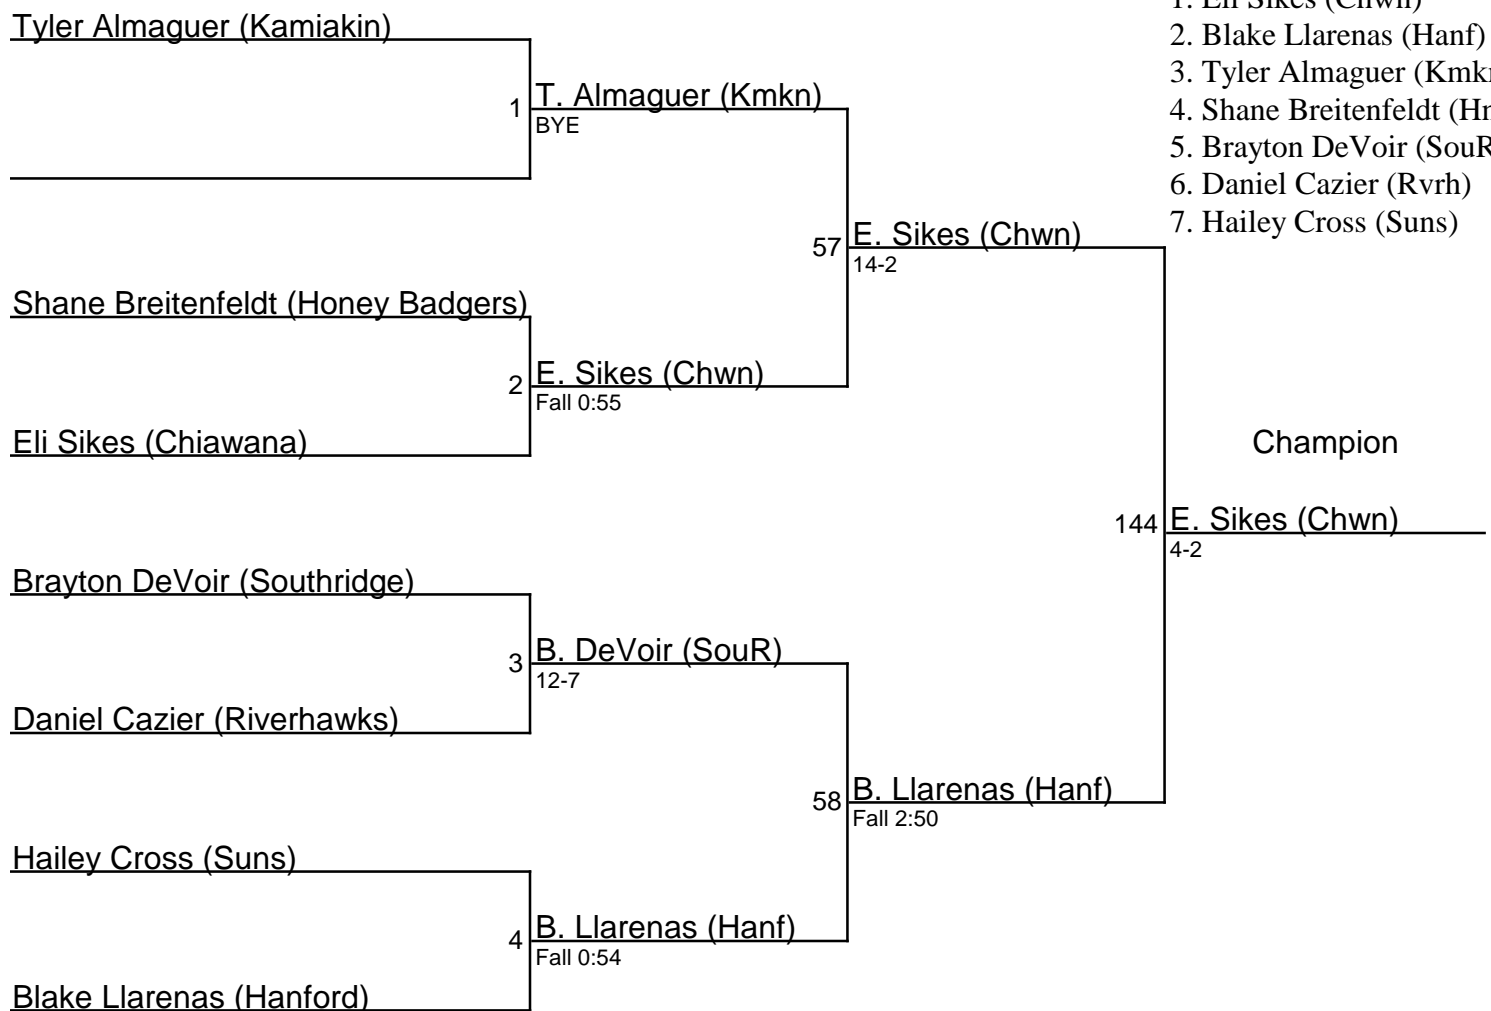 Tyler Almaguer (Kamiakin)
1 T. Almaguer (Kmkn)
BYE
Shane Breitenfeldt (Honey Badgers)
2 E. Sikes (Chwn)
Fall 0:55
Eli Sikes (Chiawana)
57 E. Sikes (Chwn)
14-2
Brayton DeVoir (Southridge)
3 B. DeVoir (SouR)
12-7
Daniel Cazier (Riverhawks)
58 B. Llarenas (Hanf)
Fall 2:50
Hailey Cross (Suns)
4 B. Llarenas (Hanf)
Fall 0:54
Blake Llarenas (Hanford)
Champion
144 E. Sikes (Chwn)
4-2
1. Eli Sikes (Chwn)
2. Blake Llarenas (Hanf)
3. Tyler Almaguer (Kmkn
4. Shane Breitenfeldt (Hn
5. Brayton DeVoir (SouR
6. Daniel Cazier (Rvrh)
7. Hailey Cross (Suns)